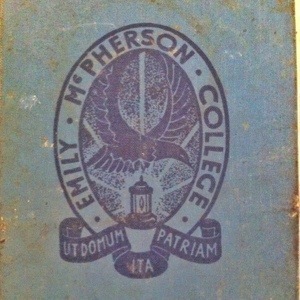 · EMILY · McPHERSON · COLLEGE ·
UT DOMUM
ITA
PATRIAM